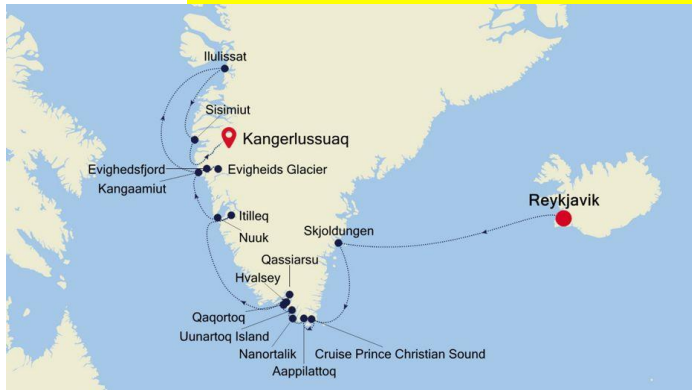 Ilulissat
Sisimiut
Kangerlussuaq
Evighedsfjord
Evigheids Glacier
Kangaamiut
Reykjavik
Itilleq
Nuuk
Skjoldungen
Qassiarsu
Hvalsey
Qaqortoq
Uunartoq Island
Nanortalik
Cruise Prince Christian Sound
Aappilattoq